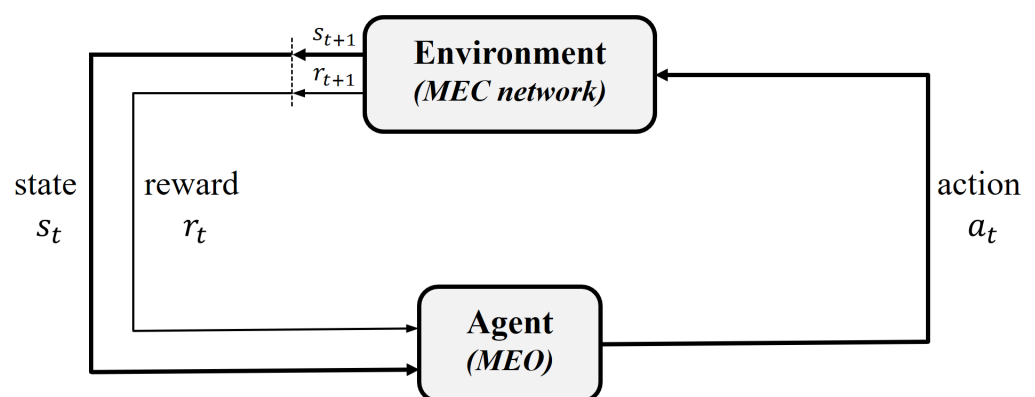 s_{t+1}
r_{t+1}
Environment
(MEC network)
state
s_t
reward
r_t
action
a_t
Agent
(MEO)